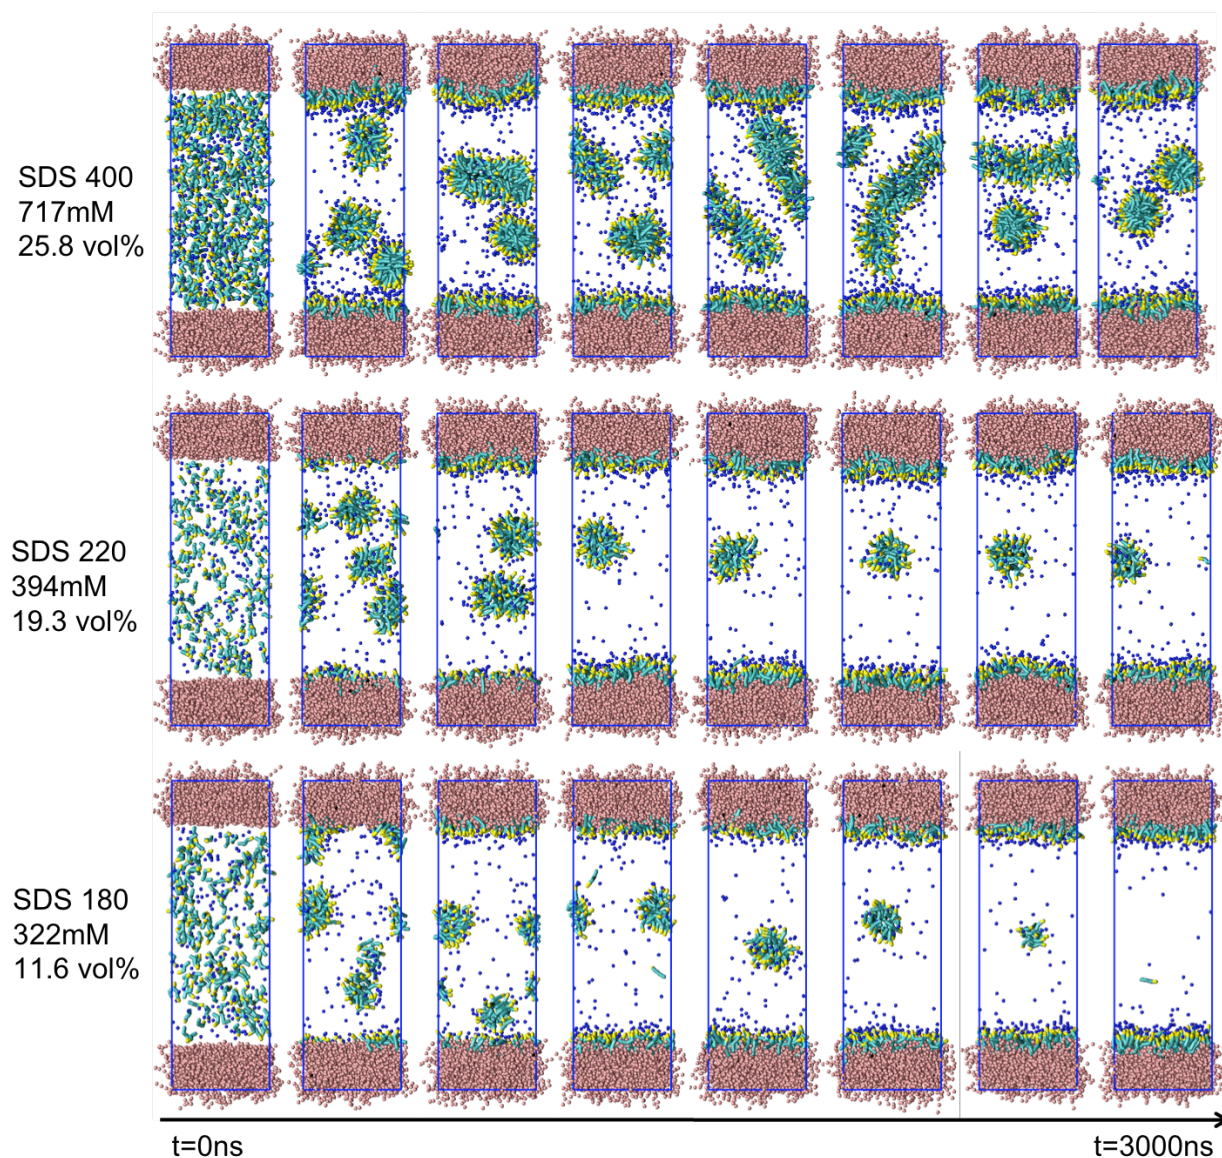 SDS 400
717mM
25.8 vol%
SDS 220
394mM
19.3 vol%
SDS 180
322mM
11.6 vol%
t=0ns
t=3000ns